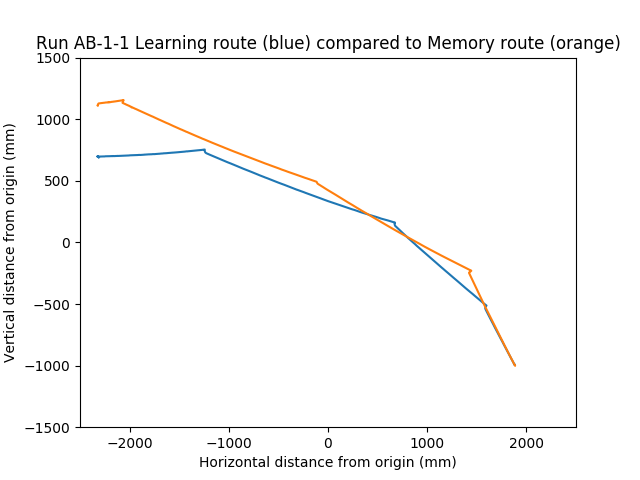 Run AB-1-1 Learning route (blue) compared to Memory route (orange)
1500
1000
500
0
−500
−1000
−1500
Vertical distance from origin (mm)
−2000 −1000 0 1000 2000
Horizontal distance from origin (mm)